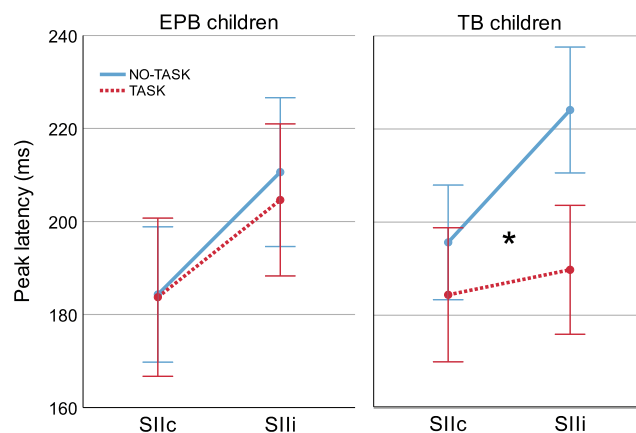 EPB children
TB children
240
220
200
180
160
Peak latency (ms)
NO-TASK
TASK
*
SIIc
SIIi
SIIc
SIIi